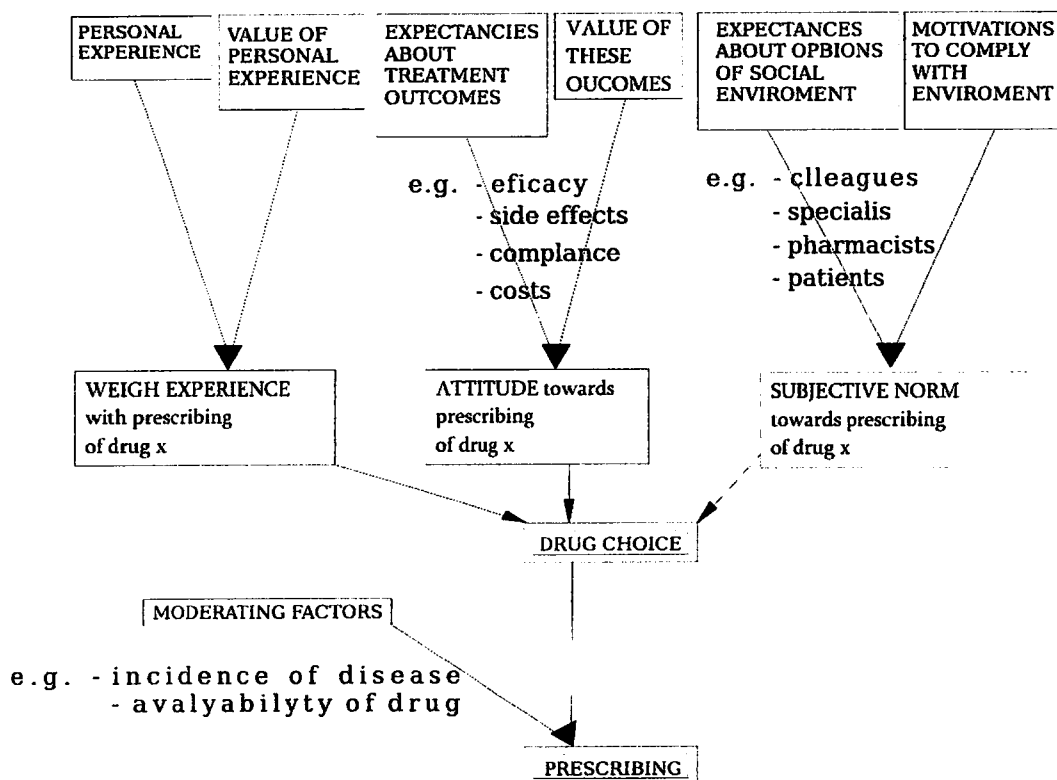 PERSONAL
EXPERIENCE
VALUE OF
PERSONAL
EXPERIENCE
EXPECTANCIES
ABOUT
TREATMENT
OUTCOMES
VALUE OF
THESE
OUCOMES
EXPECTANCES
ABOUT OPBIONS
OF SOCIAL
ENVIROMENT
MOTIVATIONS
TO COMPLY
WITH
ENVIROMENT
e.g. - eficacy
- side effects
- complance
- costs
e.g. - clleagues
- specialis
- pharmacists
- patients
WEIGH EXPERIENCE
with prescribing
of drug x
ATTITUDE towards
prescribing
of drug x
SUBJECTIVE NORM
towards prescribing
of drug x
DRUG CHOICE
MODERATING FACTORS
e.g. - incidence of disease
- avalyabilyty of drug
PRESCRIBING